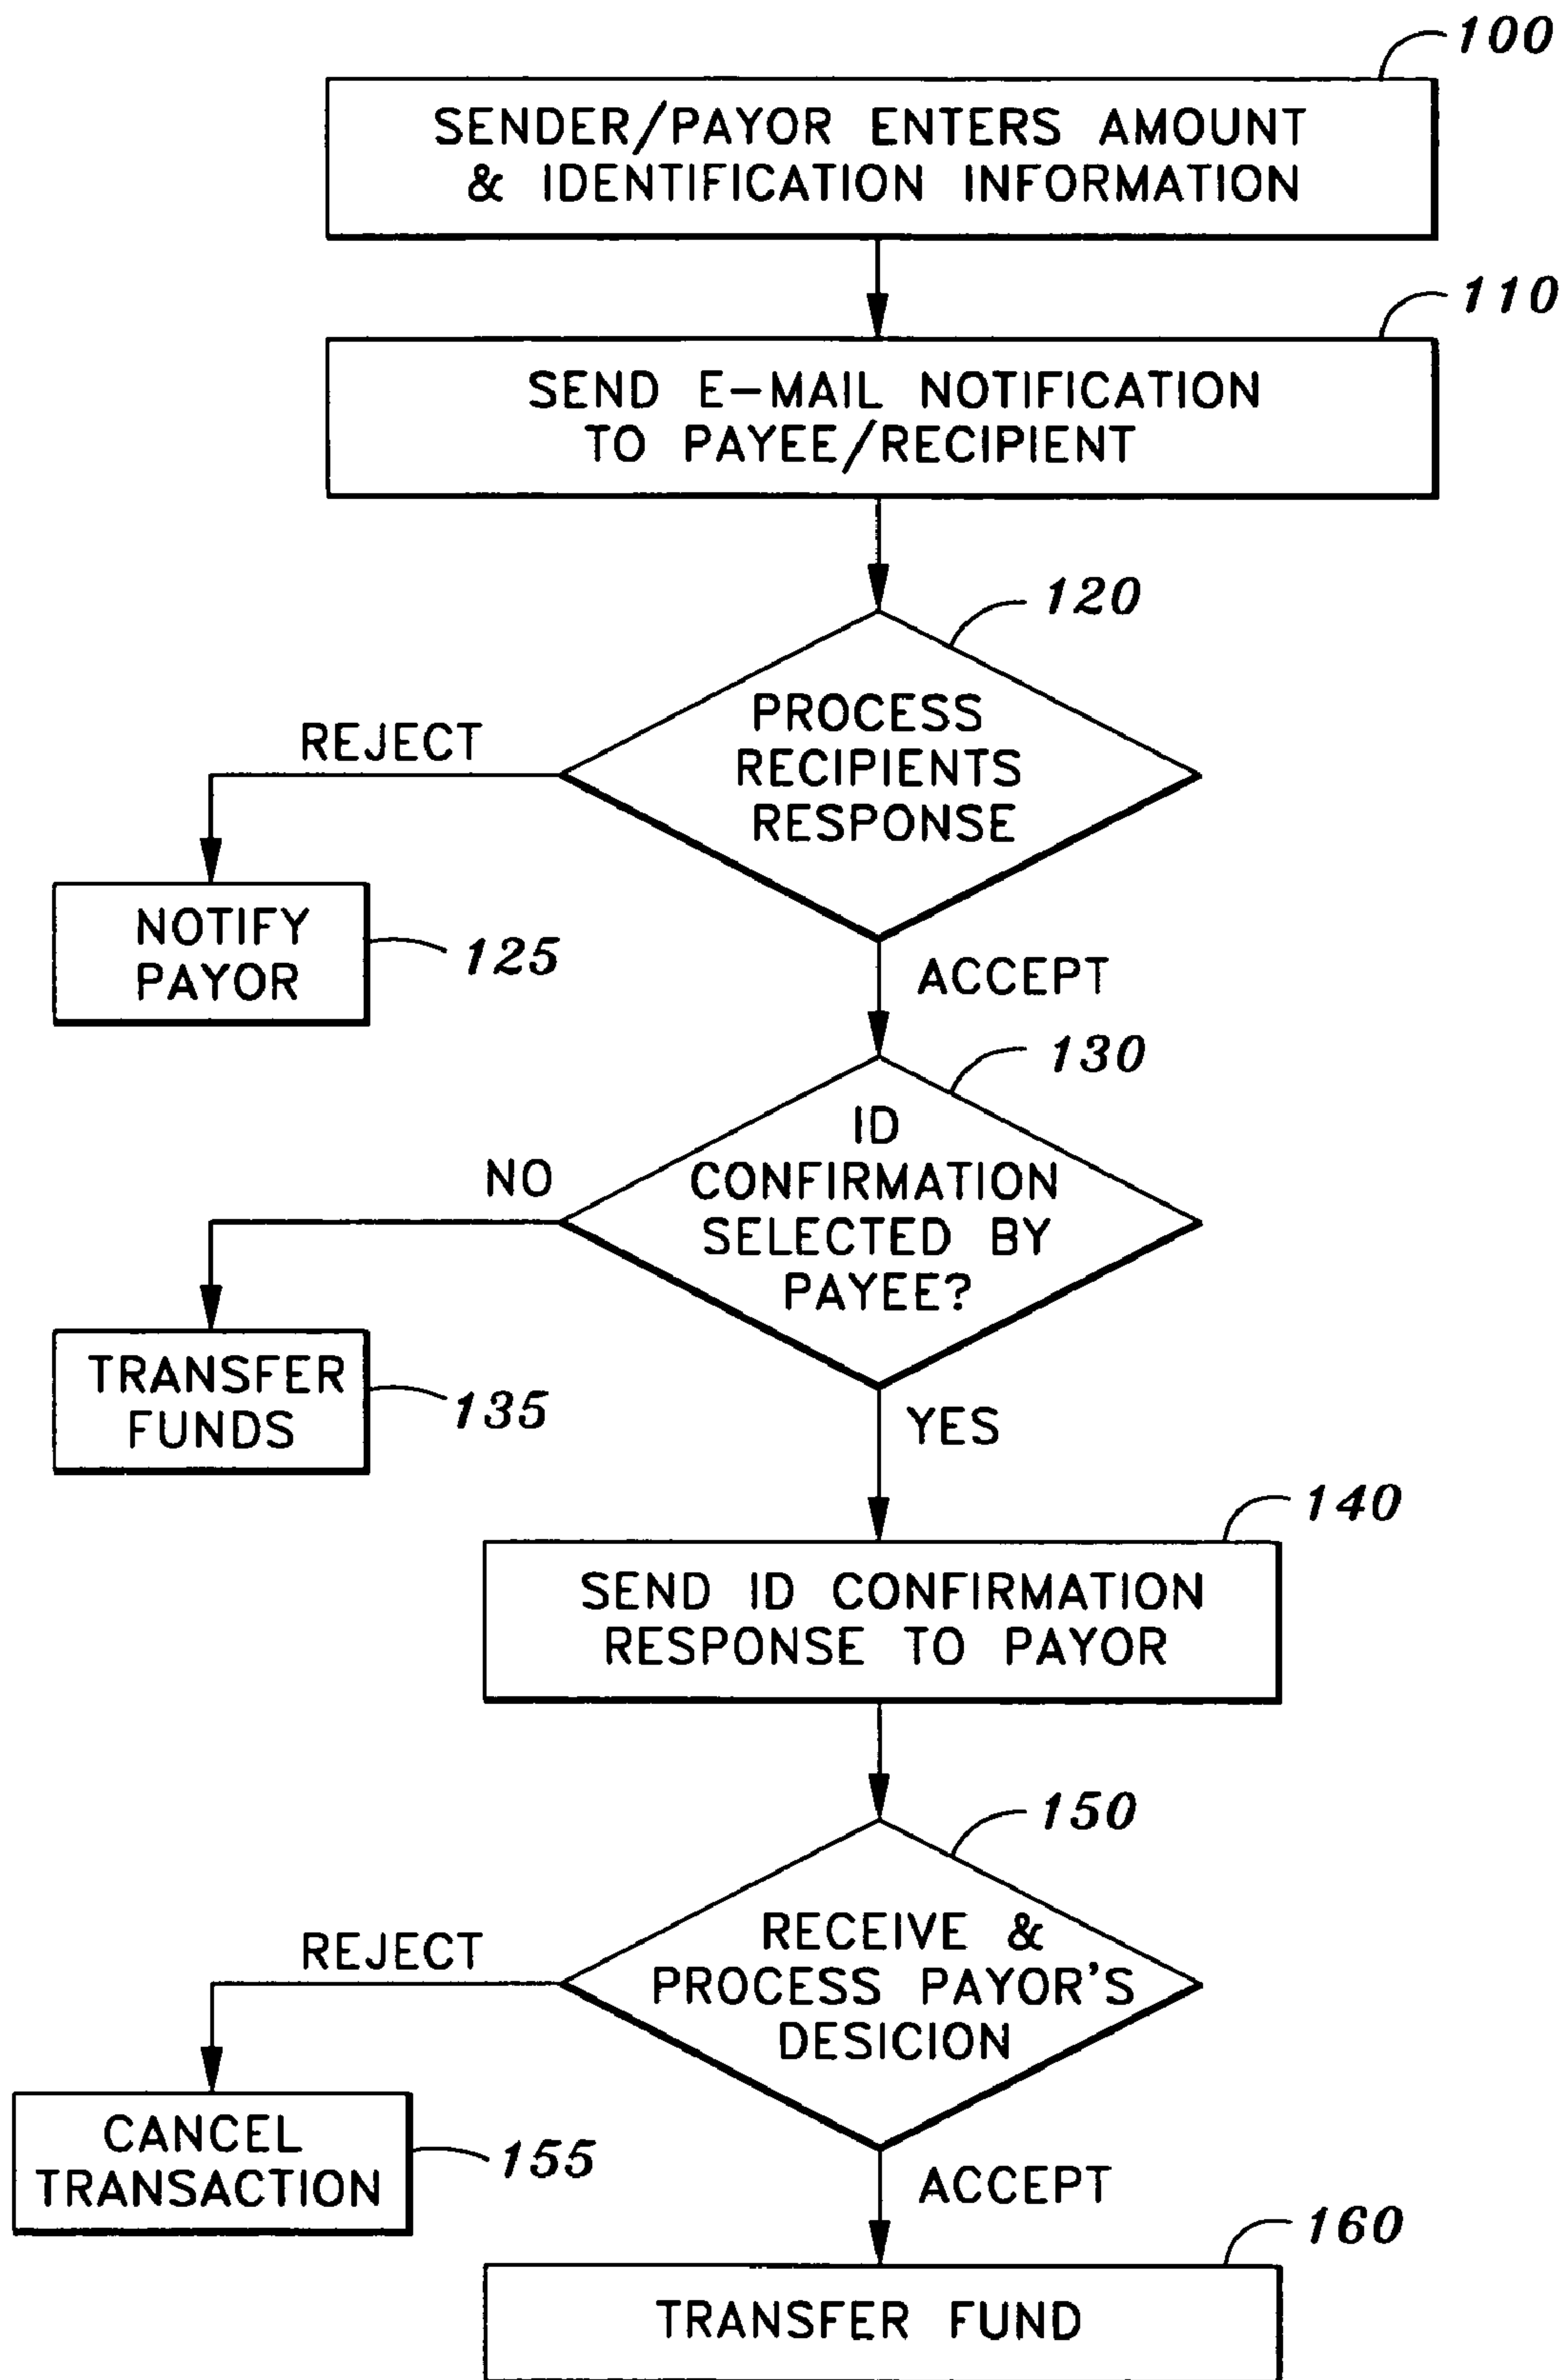 100
SENDER/PAYOR ENTERS AMOUNT
& IDENTIFICATION INFORMATION
110
SEND E-MAIL NOTIFICATION
TO PAYEE/RECIPIENT
120
PROCESS
RECIPIENTS
RESPONSE
REJECT
NOTIFY
PAYOR
125
ACCEPT
130
ID
CONFIRMATION
SELECTED BY
PAYEE?
NO
TRANSFER
FUNDS
135
YES
140
SEND ID CONFIRMATION
RESPONSE TO PAYOR
150
RECEIVE &
PROCESS PAYOR'S
DESICION
REJECT
CANCEL
TRANSACTION
155
ACCEPT
160
TRANSFER FUND